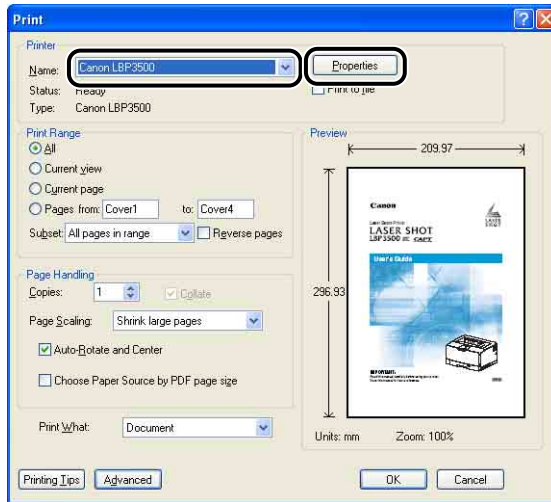 Print
Printer
Name: Canon LBP3500
Properties
Status: Ready
Print to file
Type: Canon LBP3500
Print Range
All
Current view
Current page
Pages from: Cover1 to: Cover4
Subset: All pages in range
Reverse pages
Page Handling
Copies: 1
Collate
Page Scaling: Shrink large pages
Auto-Rotate and Center
Choose Paper Source by PDF page size
Print What: Document
Preview
209.97
296.93
Canon
LASER SHOT
LBP3500
CAPT
User's Guide
IMPORTANT:
Units: mm Zoom: 100%
Printing Tips
Advanced
OK
Cancel